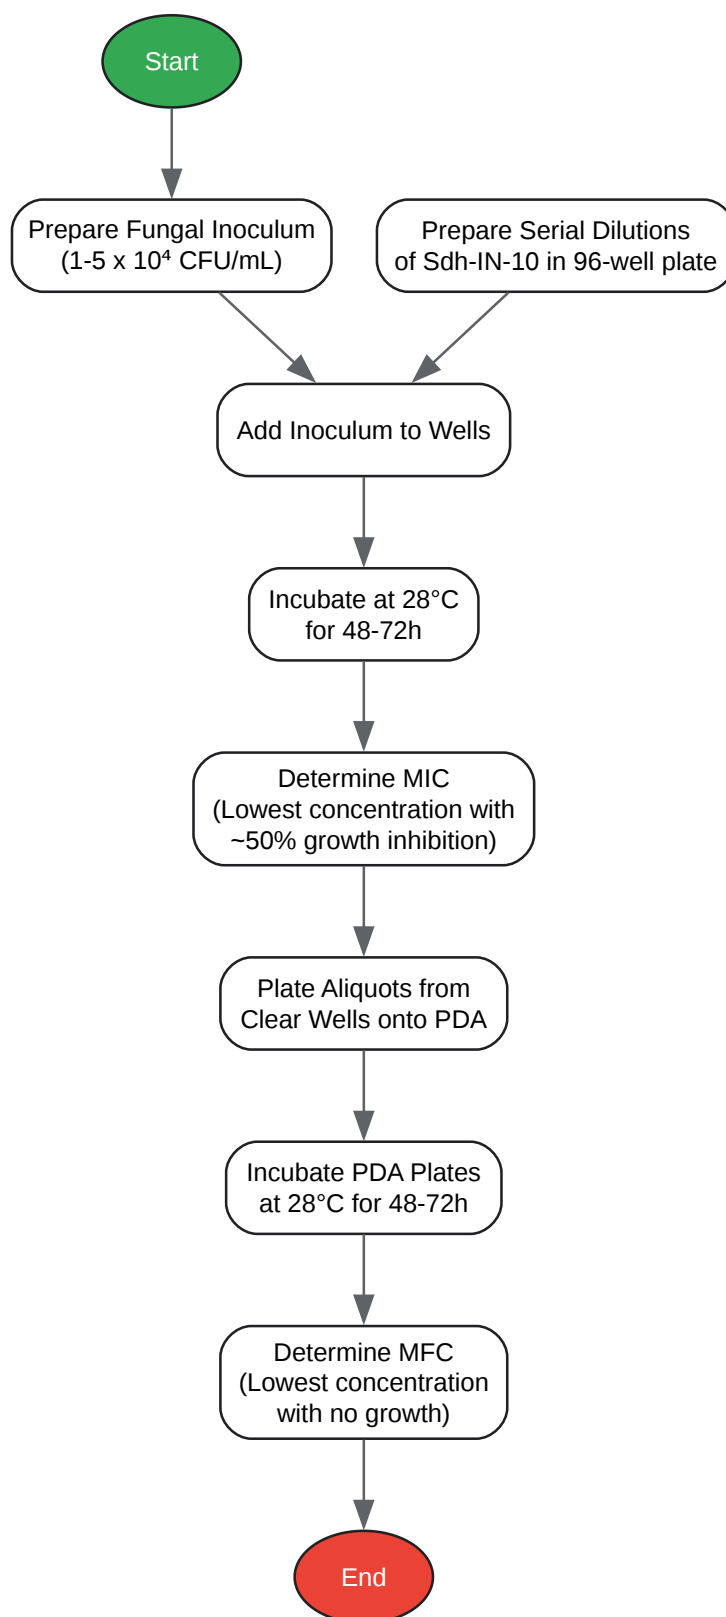 Start
Prepare Fungal Inoculum
(1-5 x 10⁴ CFU/mL)
Prepare Serial Dilutions
of Sdh-IN-10 in 96-well plate
Add Inoculum to Wells
Incubate at 28°C
for 48-72h
Determine MIC
(Lowest concentration with
~50% growth inhibition)
Plate Aliquots from
Clear Wells onto PDA
Incubate PDA Plates
at 28°C for 48-72h
Determine MFC
(Lowest concentration
with no growth)
End